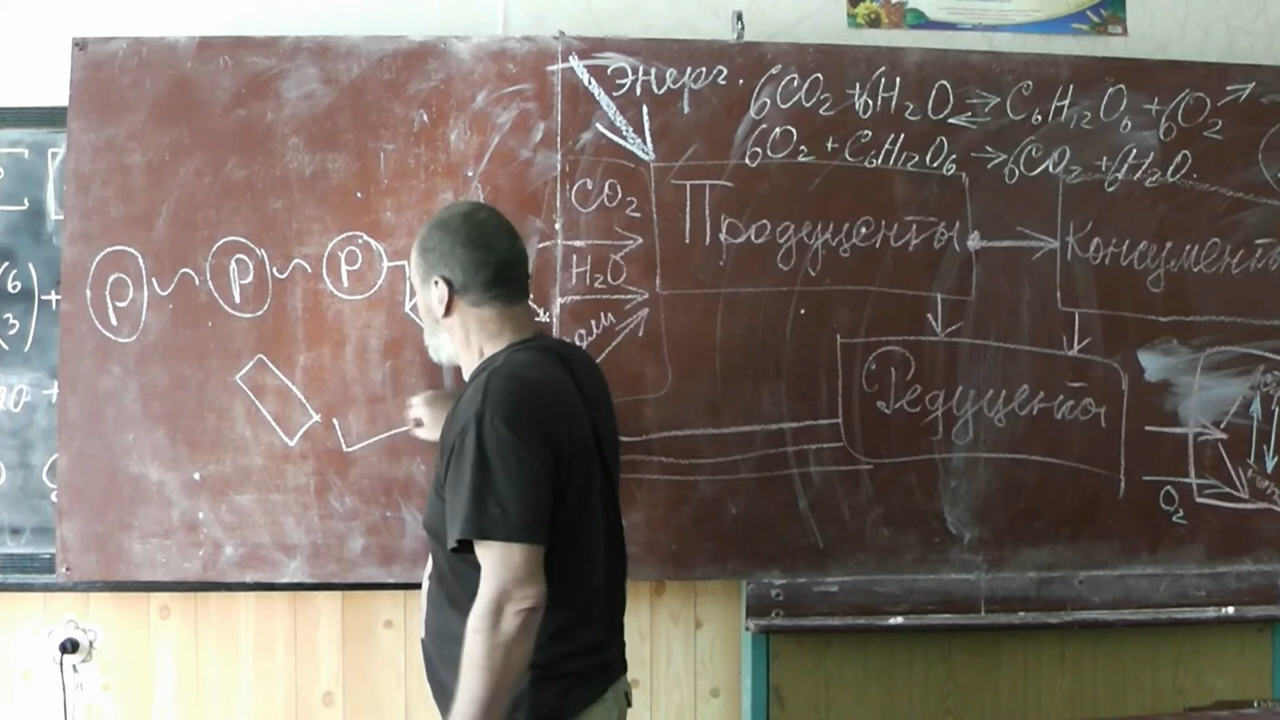 Энерг.
6CO₂+6H₂O⇄C₆H₁₂O₆+6O₂↗
6O₂+C₆H₁₂O₆→6CO₂+6H₂O.
CO₂
H₂O
Продуценты
Консументы
P ~ P ~ P
Редуценты
O₂